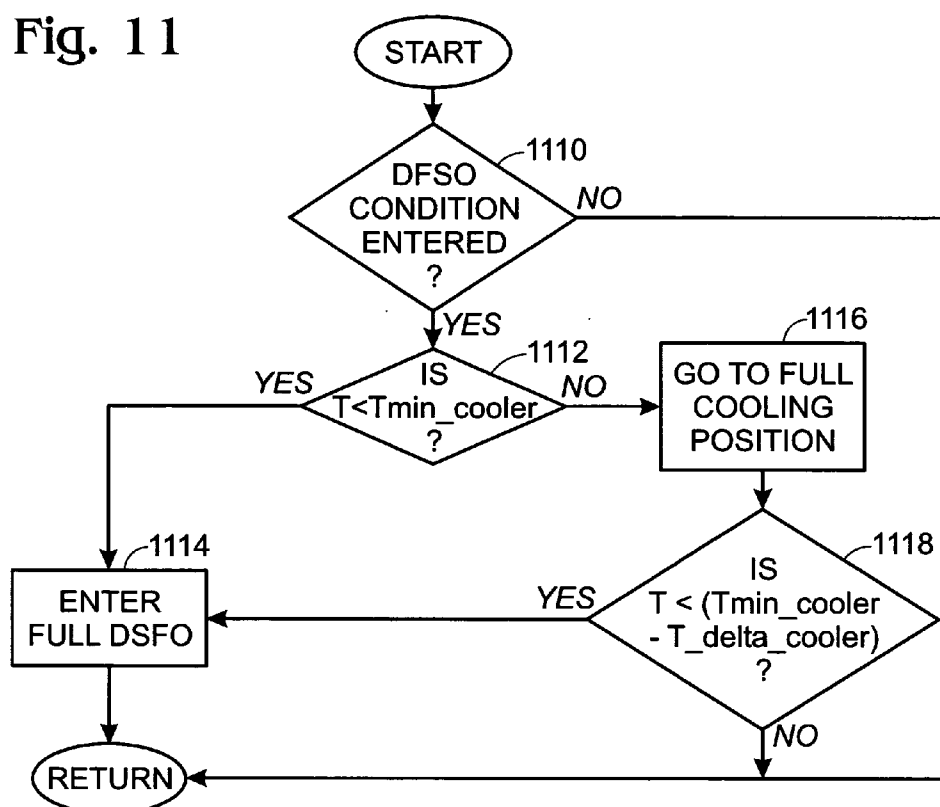 Fig. 11
START
1110
DFSO
CONDITION
ENTERED
?
NO
YES
1112
IS
T<Tmin_cooler
?
YES
NO
1116
GO TO FULL
COOLING
POSITION
1114
ENTER
FULL DSFO
1118
IS
T < (Tmin_cooler
- T_delta_cooler)
?
YES
NO
RETURN